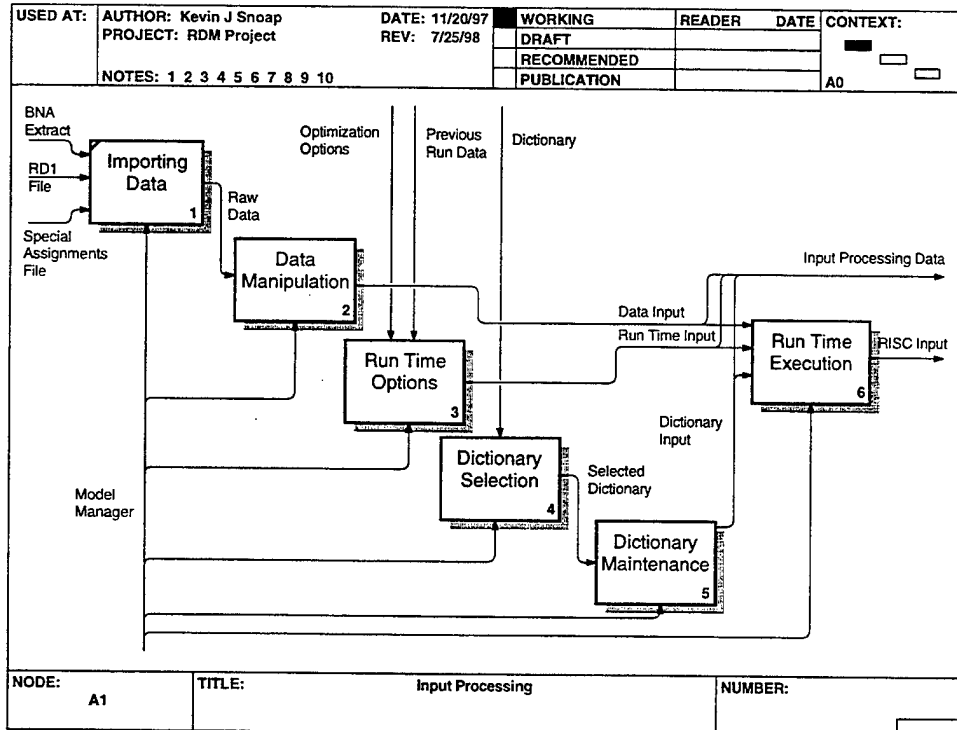 USED AT:
AUTHOR: Kevin J Snoap
DATE: 11/20/97
PROJECT: RDM Project
REV: 7/25/98
NOTES: 1 2 3 4 5 6 7 8 9 10
WORKING
DRAFT
RECOMMENDED
PUBLICATION
READER DATE
CONTEXT:
A0
BNA
Extract
RD1
File
Special
Assignments
File
Importing
Data
1
Raw
Data
Optimization
Options
Previous
Run Data
Dictionary
Data
Manipulation
2
Input Processing Data
Data Input
Run Time Input
Run Time
Options
3
Run Time
Execution
6
RISC Input
Dictionary
Input
Dictionary
Selection
4
Selected
Dictionary
Model
Manager
Dictionary
Maintenance
5
NODE:
A1
TITLE:
Input Processing
NUMBER: